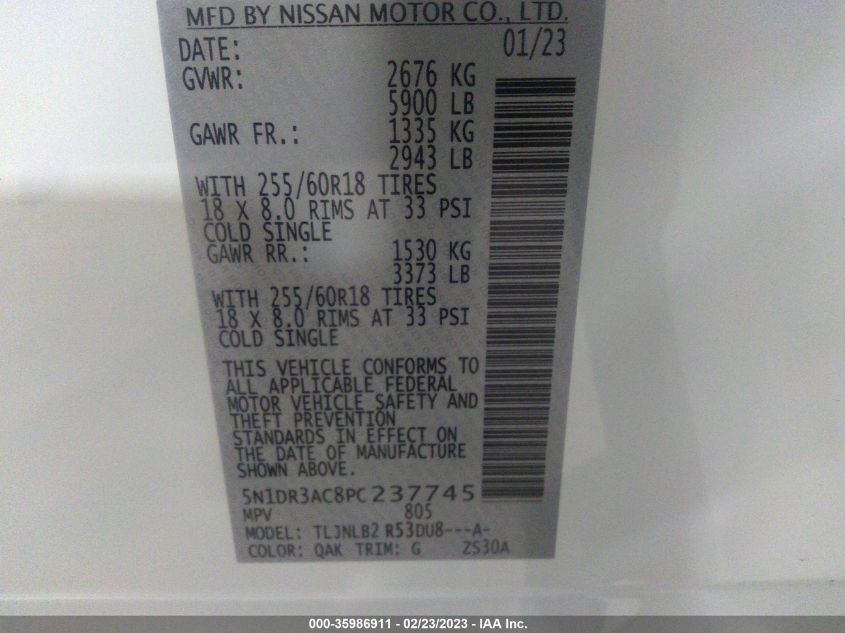 MFD BY NISSAN MOTOR CO., LTD.
DATE: 01/23
GVWR: 2676 KG
5900 LB
GAWR FR.: 1335 KG
2943 LB
WITH 255/60R18 TIRES
18 X 8.0 RIMS AT 33 PSI
COLD SINGLE
GAWR RR.: 1530 KG
3373 LB
WITH 255/60R18 TIRES
18 X 8.0 RIMS AT 33 PSI
COLD SINGLE
THIS VEHICLE CONFORMS TO
ALL APPLICABLE FEDERAL
MOTOR VEHICLE SAFETY AND
THEFT PREVENTION
STANDARDS IN EFFECT ON
THE DATE OF MANUFACTURE
SHOWN ABOVE.
5N1DR3AC8PC237745
MPV 805
MODEL: TLJNLB2 R53DU8---A-
COLOR: QAK TRIM: G ZS30A
000-35986911 - 02/23/2023 - IAA Inc.